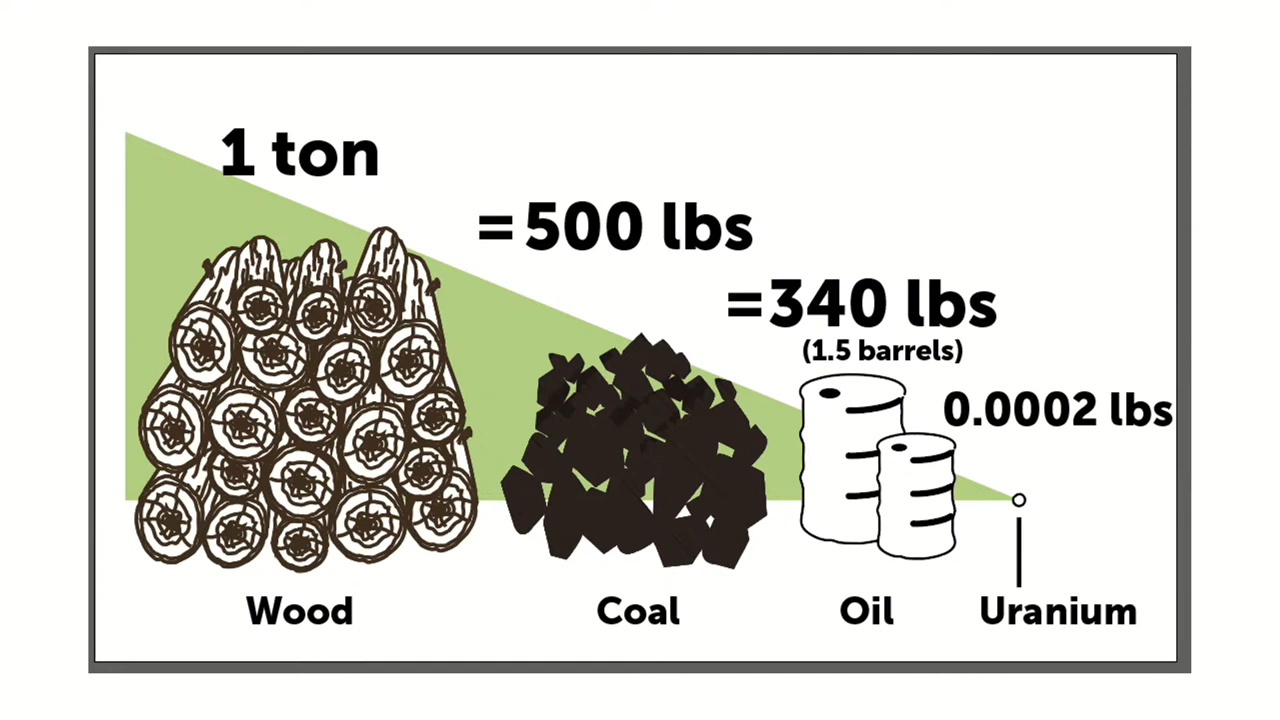 1 ton
= 500 lbs
= 340 lbs
(1.5 barrels)
0.0002 lbs
Wood
Coal
Oil
Uranium